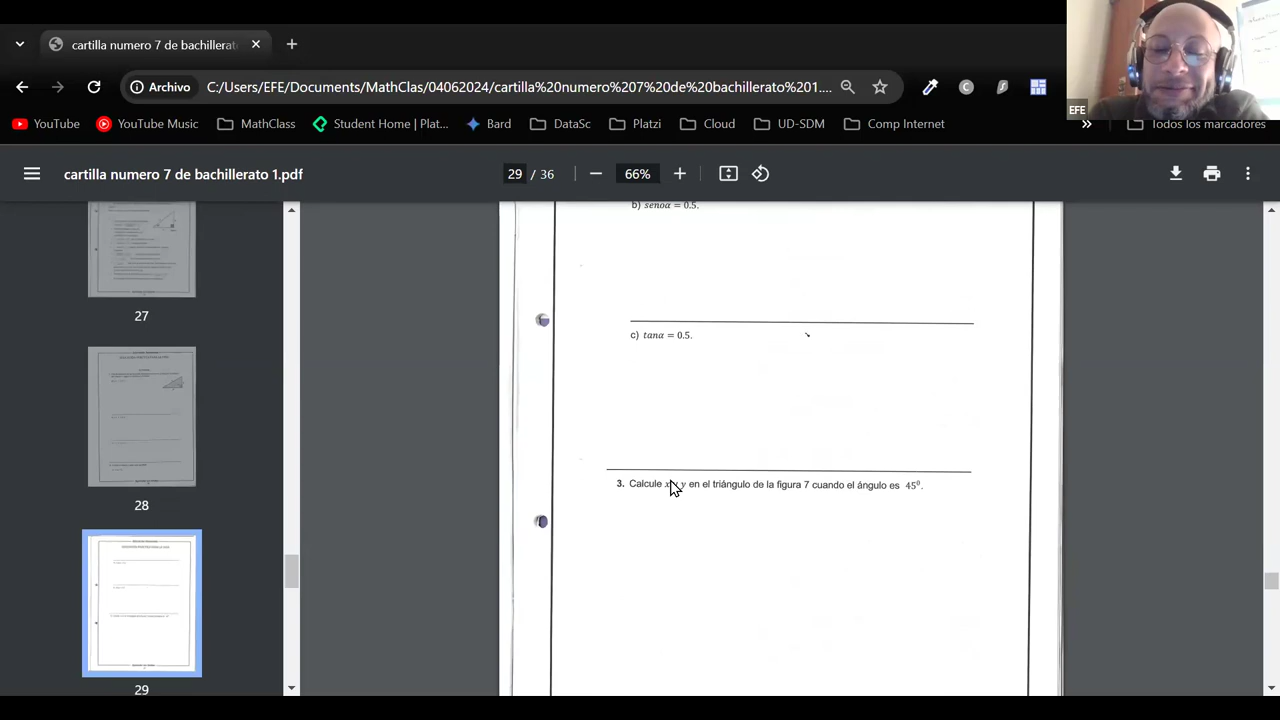 cartilla numero 7 de bachillerat
Archivo
C:/Users/EFE/Documents/MathClas/04062024/cartilla%20numero%207%20de%20bachillerato%201....
YouTube
YouTube Music
MathClass
Student Home | Plat...
Bard
DataSc
Platzi
Cloud
UD-SDM
Comp Internet
Todos los marcadores
EFE
cartilla numero 7 de bachillerato 1.pdf
29 / 36
66%
27
28
29
b) senoα = 0.5.
c) tanα = 0.5.
3. Calcule x y y en el triángulo de la figura 7 cuando el ángulo es 45⁰.